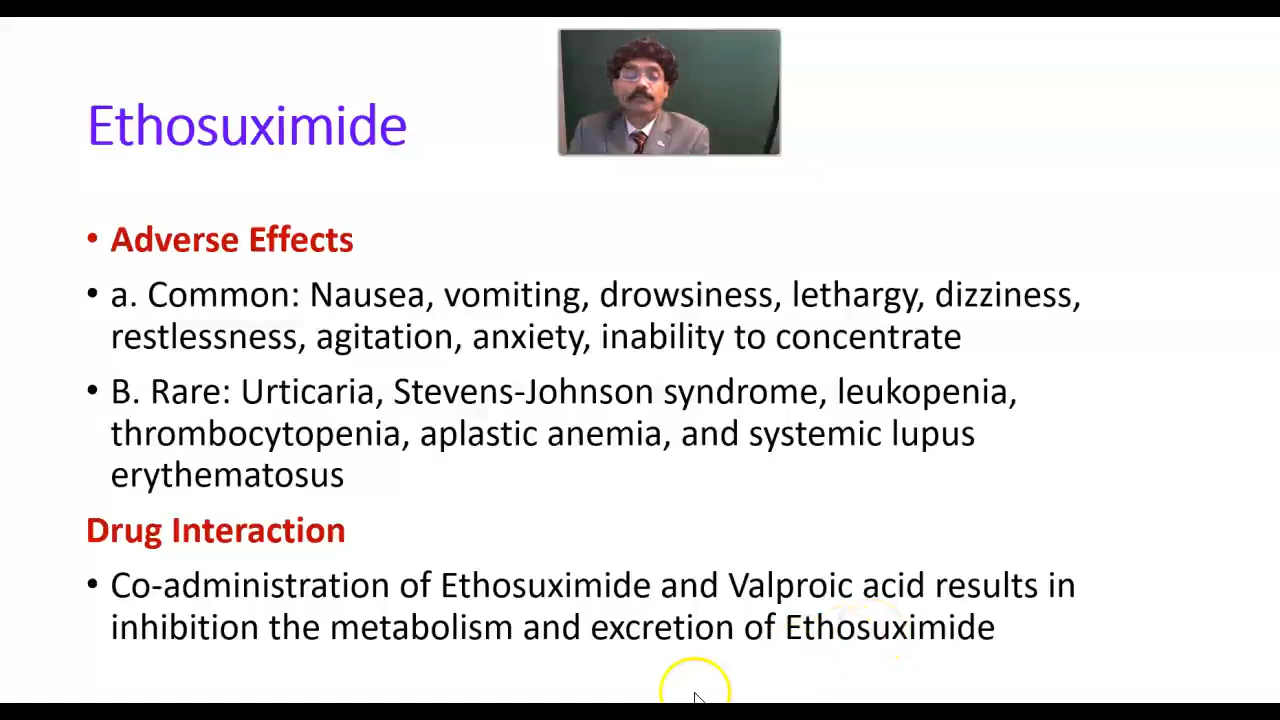 Ethosuximide
• Adverse Effects
• a. Common: Nausea, vomiting, drowsiness, lethargy, dizziness,
restlessness, agitation, anxiety, inability to concentrate
• B. Rare: Urticaria, Stevens-Johnson syndrome, leukopenia,
thrombocytopenia, aplastic anemia, and systemic lupus
erythematosus
Drug Interaction
• Co-administration of Ethosuximide and Valproic acid results in
inhibition the metabolism and excretion of Ethosuximide